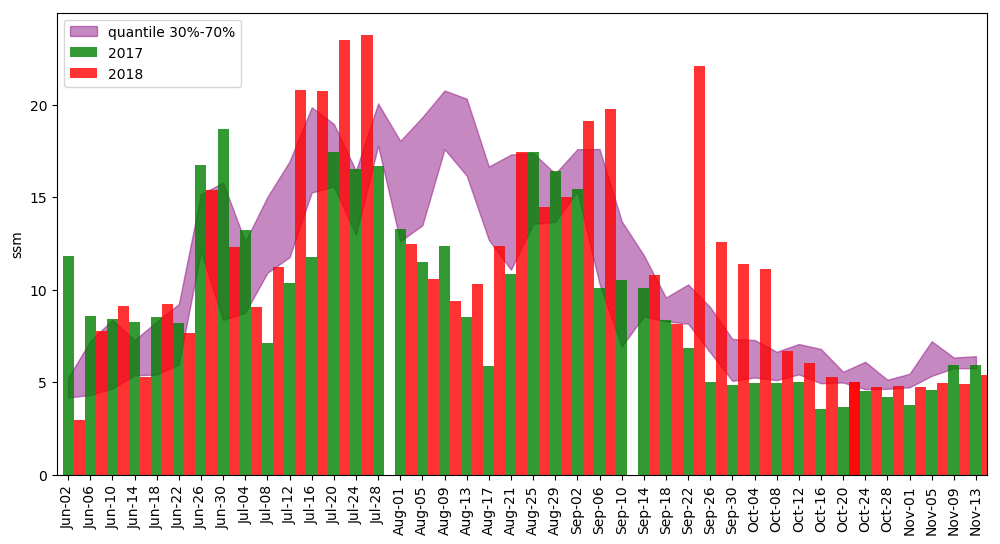 quantile 30%-70%
2017
2018
ssm
20
15
10
5
0
Jun-02
Jun-06
Jun-10
Jun-14
Jun-18
Jun-22
Jun-26
Jun-30
Jul-04
Jul-08
Jul-12
Jul-16
Jul-20
Jul-24
Jul-28
Aug-01
Aug-05
Aug-09
Aug-13
Aug-17
Aug-21
Aug-25
Aug-29
Sep-02
Sep-06
Sep-10
Sep-14
Sep-18
Sep-22
Sep-26
Sep-30
Oct-04
Oct-08
Oct-12
Oct-16
Oct-20
Oct-24
Oct-28
Nov-01
Nov-05
Nov-09
Nov-13